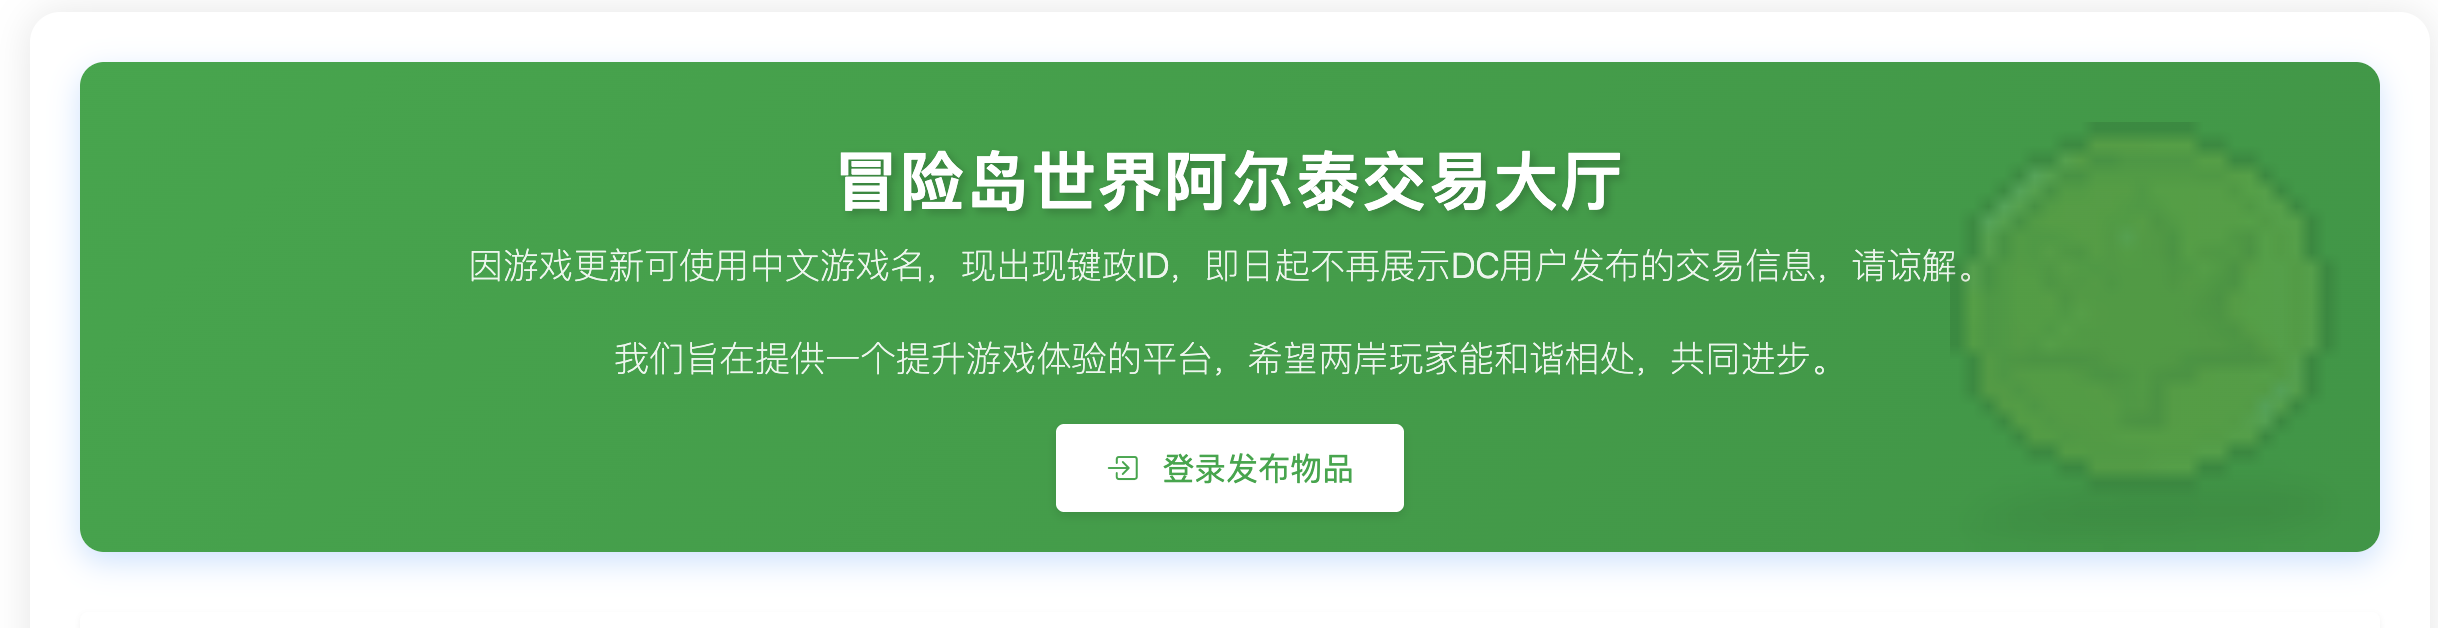 冒险岛世界阿尔泰交易大厅
因游戏更新可使用中文游戏名，现出现键政ID，即日起不再展示DC用户发布的交易信息，请谅解。
我们旨在提供一个提升游戏体验的平台，希望两岸玩家能和谐相处，共同进步。
登录发布物品